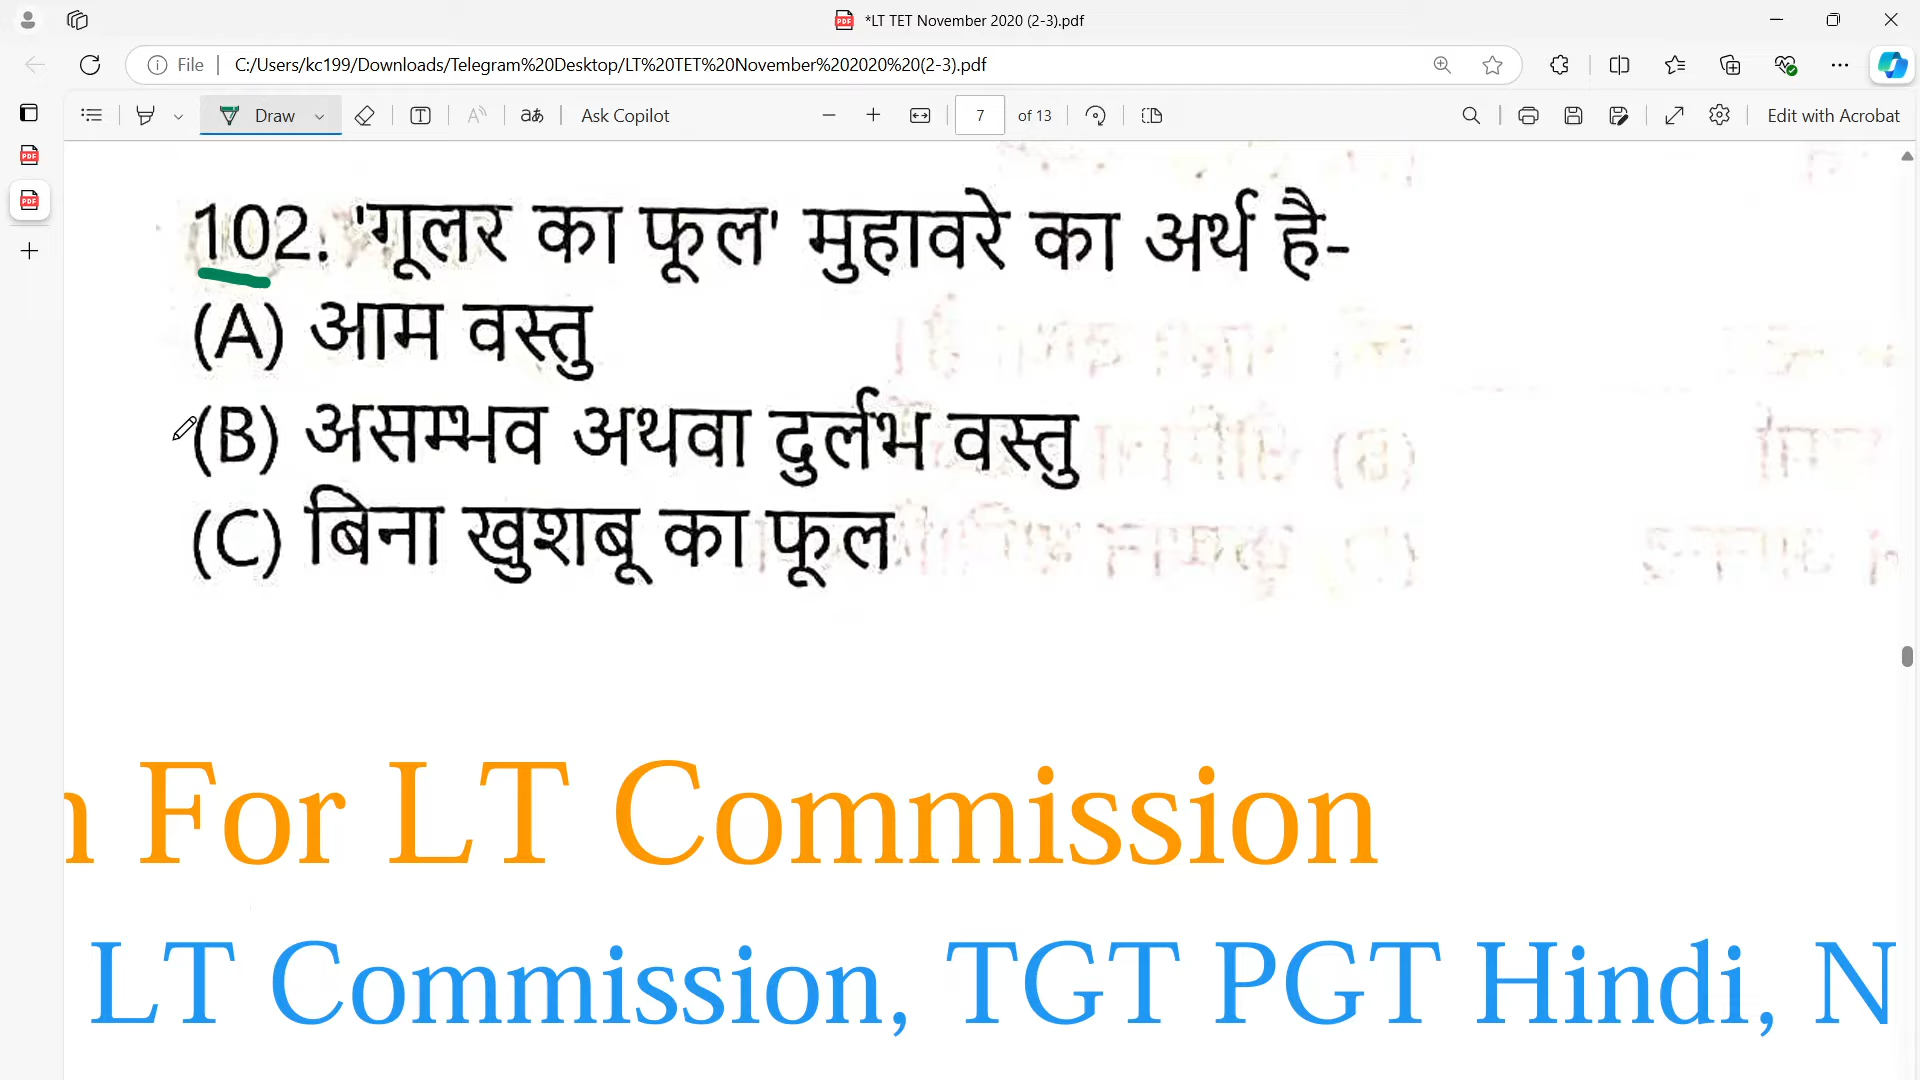 *LT TET November 2020 (2-3).pdf
File C:/Users/kc199/Downloads/Telegram%20Desktop/LT%20TET%20November%202020%20(2-3).pdf
Draw Ask Copilot 7 of 13 Edit with Acrobat
102. 'गूलर का फूल' मुहावरे का अर्थ है-
(A) आम वस्तु
(B) असम्भव अथवा दुर्लभ वस्तु
(C) बिना खुशबू का फूल
n For LT Commission
LT Commission, TGT PGT Hindi, N